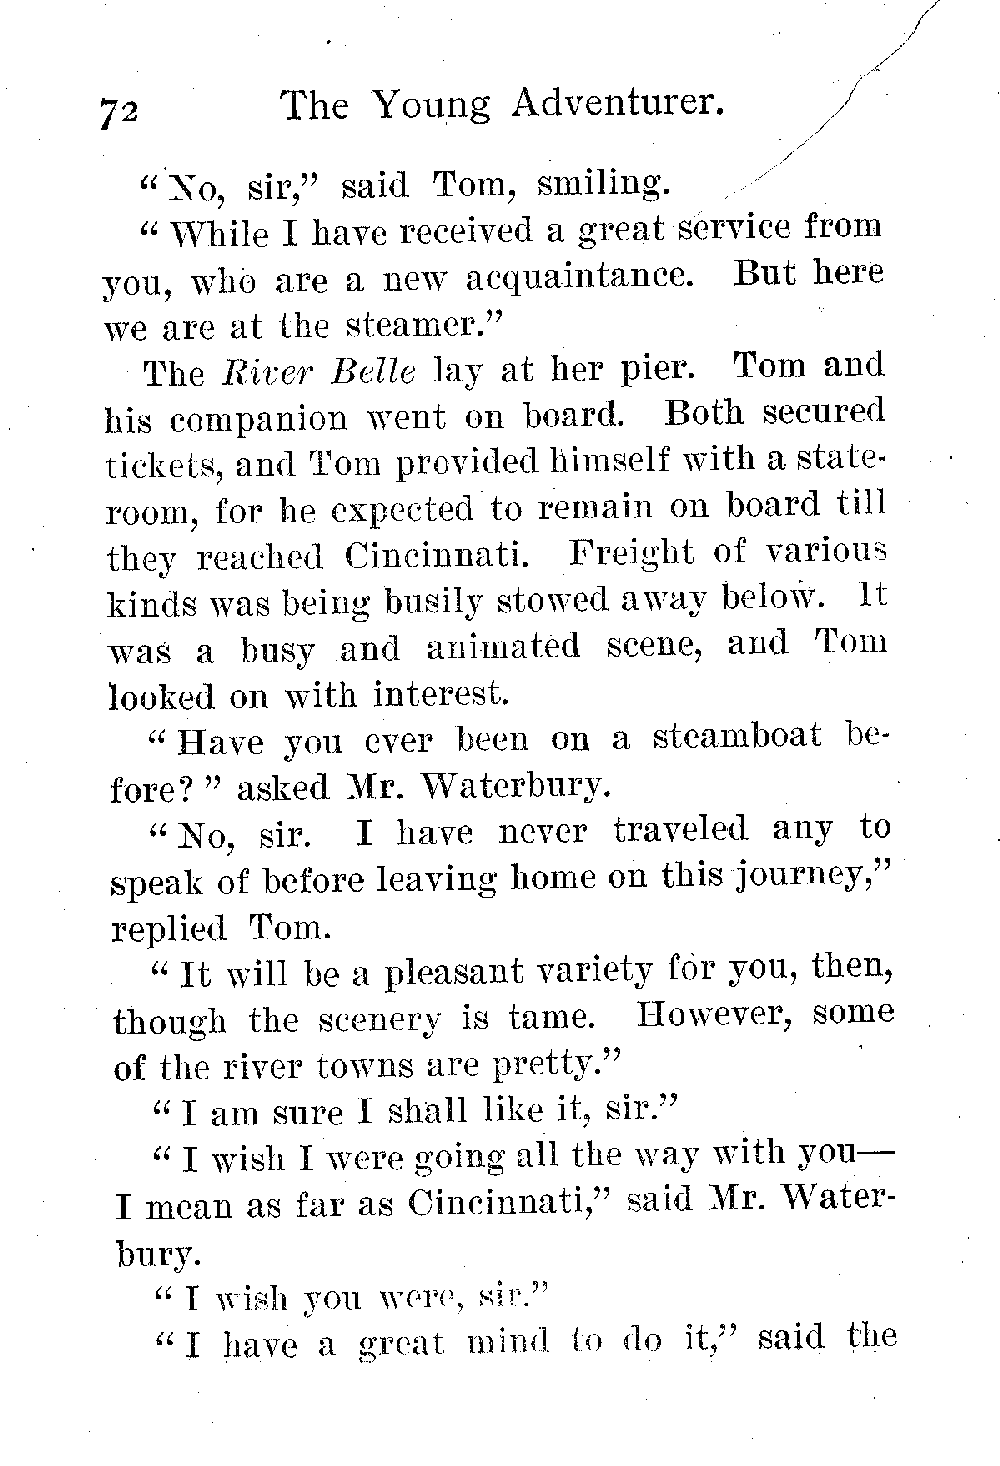 72 The Young Adventurer.
“No, sir,” said Tom, smiling.
“While I have received a great service from
you, who are a new acquaintance. But here
we are at the steamer.”
The River Belle lay at her pier. Tom and
his companion went on board. Both secured
tickets, and Tom provided himself with a state-
room, for he expected to remain on board till
they reached Cincinnati. Freight of various
kinds was being busily stowed away below. It
was a busy and animated scene, and Tom
looked on with interest.
“Have you ever been on a steamboat be-
fore?” asked Mr. Waterbury.
“No, sir. I have never traveled any to
speak of before leaving home on this journey,”
replied Tom.
“It will be a pleasant variety for you, then,
though the scenery is tame. However, some
of the river towns are pretty.”
“I am sure I shall like it, sir.”
“I wish I were going all the way with you—
I mean as far as Cincinnati,” said Mr. Water-
bury.
“I wish you were, sir.”
“I have a great mind to do it,” said the